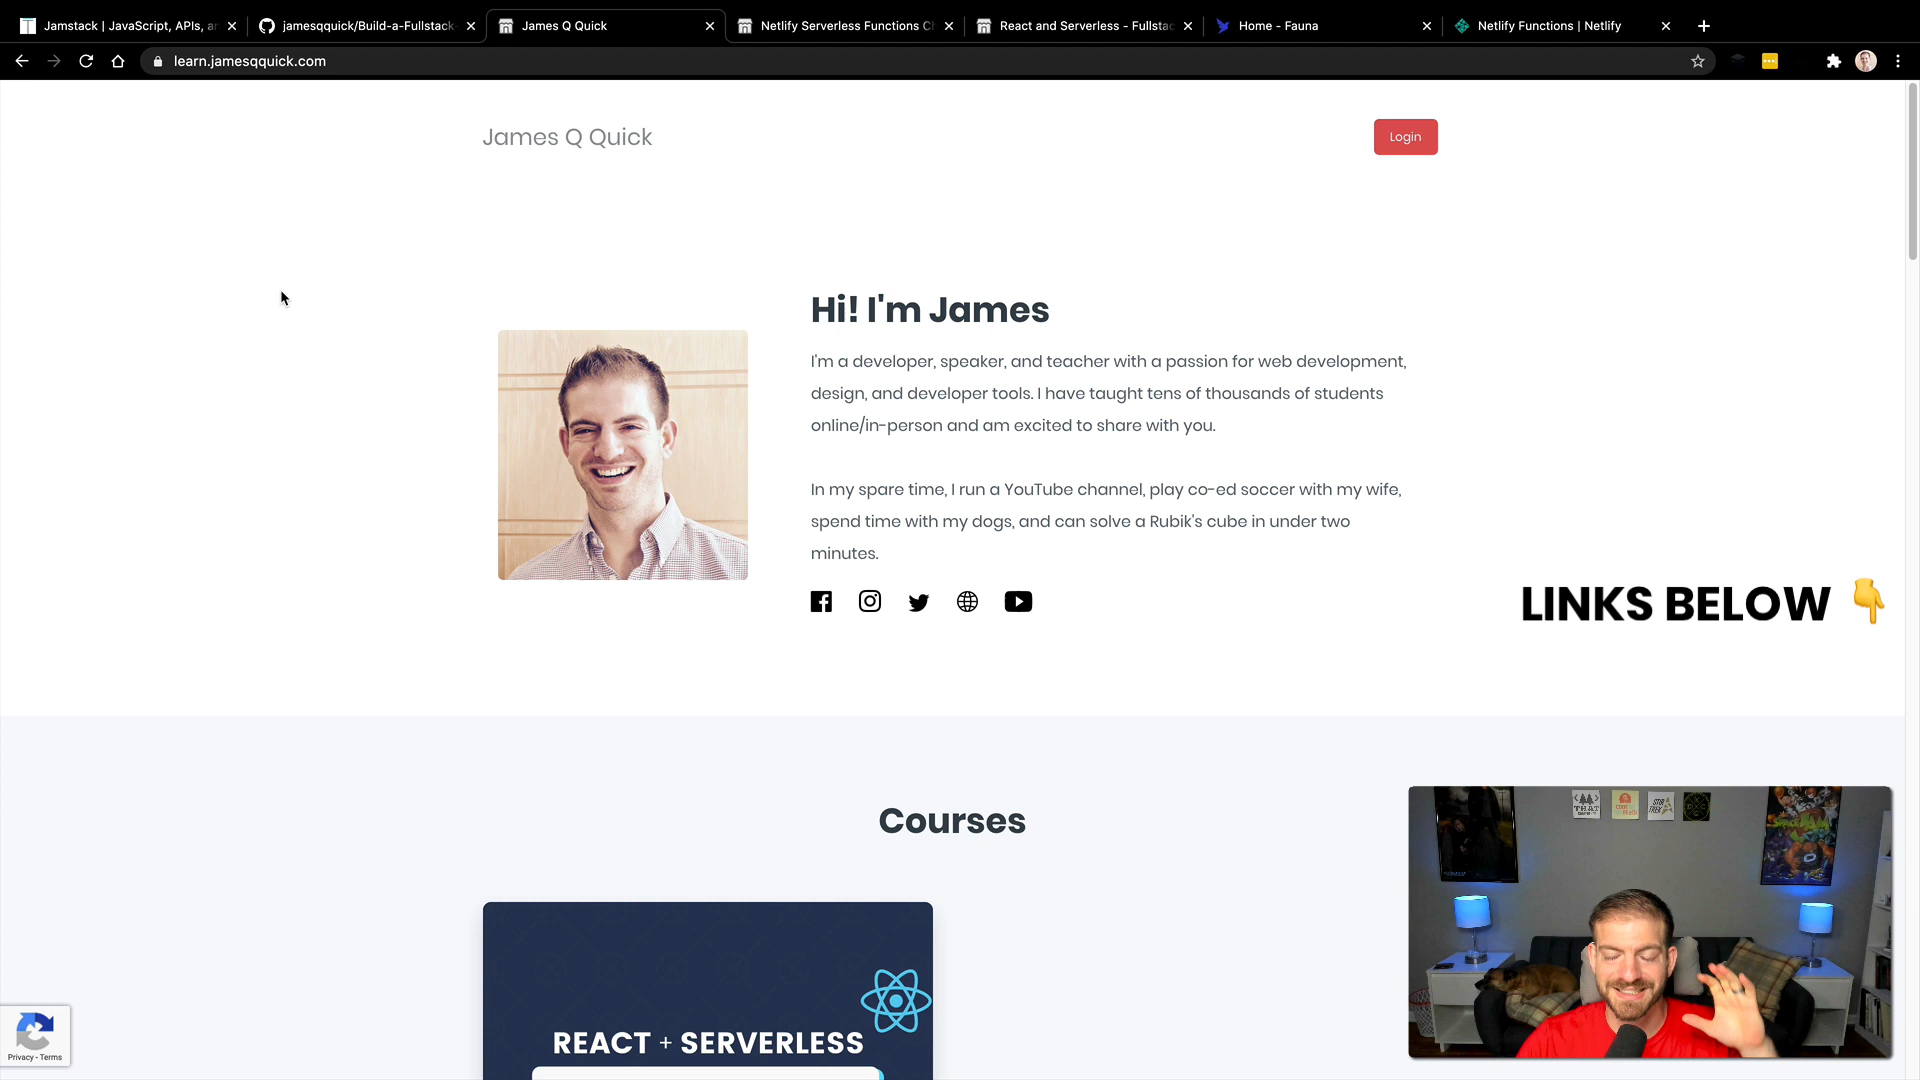 Jamstack | JavaScript, APIs, an
jamesqquick/Build-a-Fullstack-
James Q Quick
Netlify Serverless Functions C
React and Serverless - Fullstac
Home - Fauna
Netlify Functions | Netlify
learn.jamesqquick.com
James Q Quick
Login
Hi! I'm James
I'm a developer, speaker, and teacher with a passion for web development,
design, and developer tools. I have taught tens of thousands of students
online/in-person and am excited to share with you.
In my spare time, I run a YouTube channel, play co-ed soccer with my wife,
spend time with my dogs, and can solve a Rubik's cube in under two
minutes.
LINKS BELOW 👇
Courses
REACT + SERVERLESS
Privacy - Terms